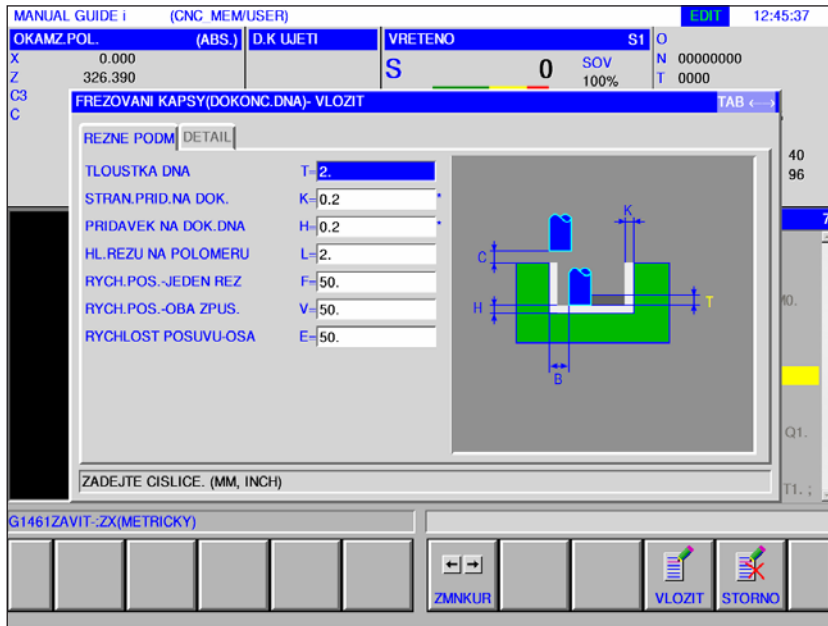 MANUAL GUIDE i (CNC_MEM/USER) EDIT 12:45:37
OKAMZ.POL. (ABS.) D.K UJETI VRETENO S1 O
X 0.000 N 00000000
Z 326.390 S 0 SOV 100% T 0000
C3
C
FREZOVANI KAPSY(DOKONC.DNA)- VLOZIT TAB ←→
REZNE PODM DETAIL
TLOUSTKA DNA T=2.
STRAN.PRID.NA DOK. K=0.2 *
PRIDAVEK NA DOK.DNA H=0.2 *
HL.REZU NA POLOMERU L=2.
RYCH.POS.-JEDEN REZ F=50.
RYCH.POS.-OBA ZPUS. V=50.
RYCHLOST POSUVU-OSA E=50.
K
C
H
T
B
40
96
7
M0.
Q1.
T1. ;
ZADEJTE CISLICE. (MM, INCH)
G1461ZAVIT-:ZX(METRICKY)
ZMNKUR VLOZIT STORNO